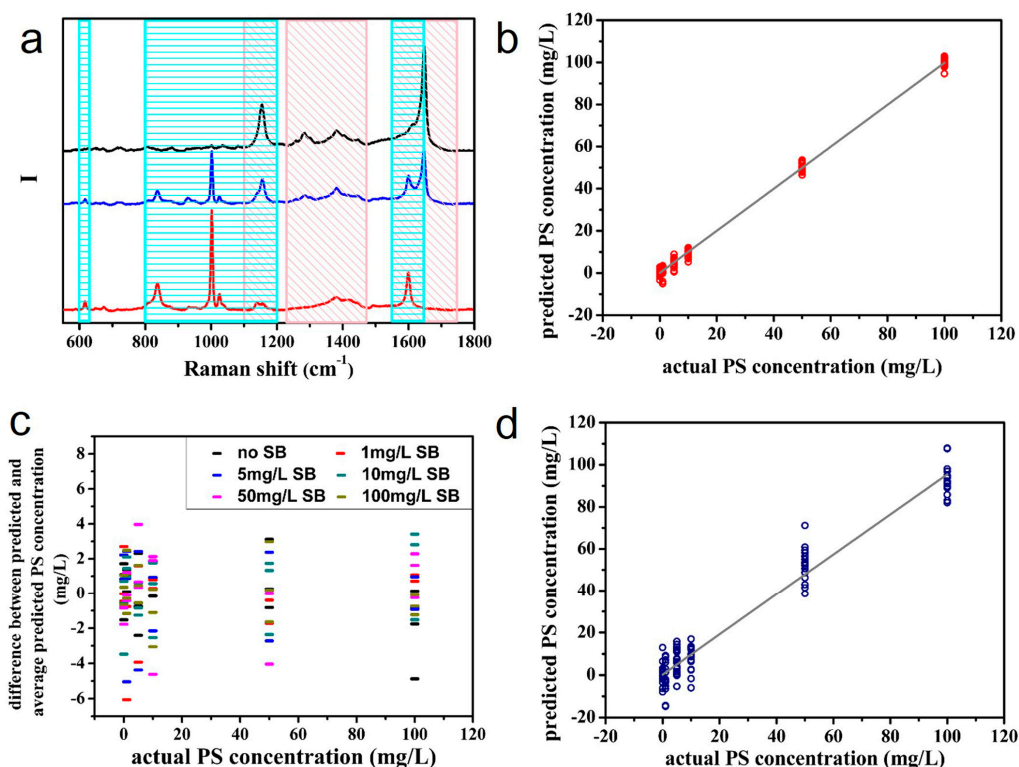 a
I
600
800
1000
1200
1400
1600
1800
Raman shift (cm⁻¹)
b
predicted PS concentration (mg/L)
120
100
80
60
40
20
0
-20
-20
0
20
40
60
80
100
120
actual PS concentration (mg/L)
c
difference between predicted and
average predicted PS concentration
(mg/L)
8
6
4
2
0
-2
-4
-6
no SB
1mg/L SB
5mg/L SB
10mg/L SB
50mg/L SB
100mg/L SB
0
20
40
60
80
100
120
actual PS concentration (mg/L)
d
predicted PS concentration (mg/L)
120
100
80
60
40
20
0
-20
-20
0
20
40
60
80
100
120
actual PS concentration (mg/L)